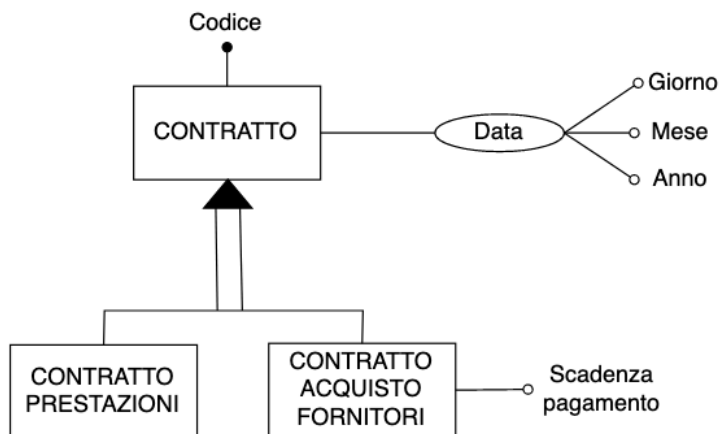 Codice
CONTRATTO
Data
Giorno
Mese
Anno
CONTRATTO
PRESTAZIONI
CONTRATTO
ACQUISTO
FORNITORI
Scadenza
pagamento